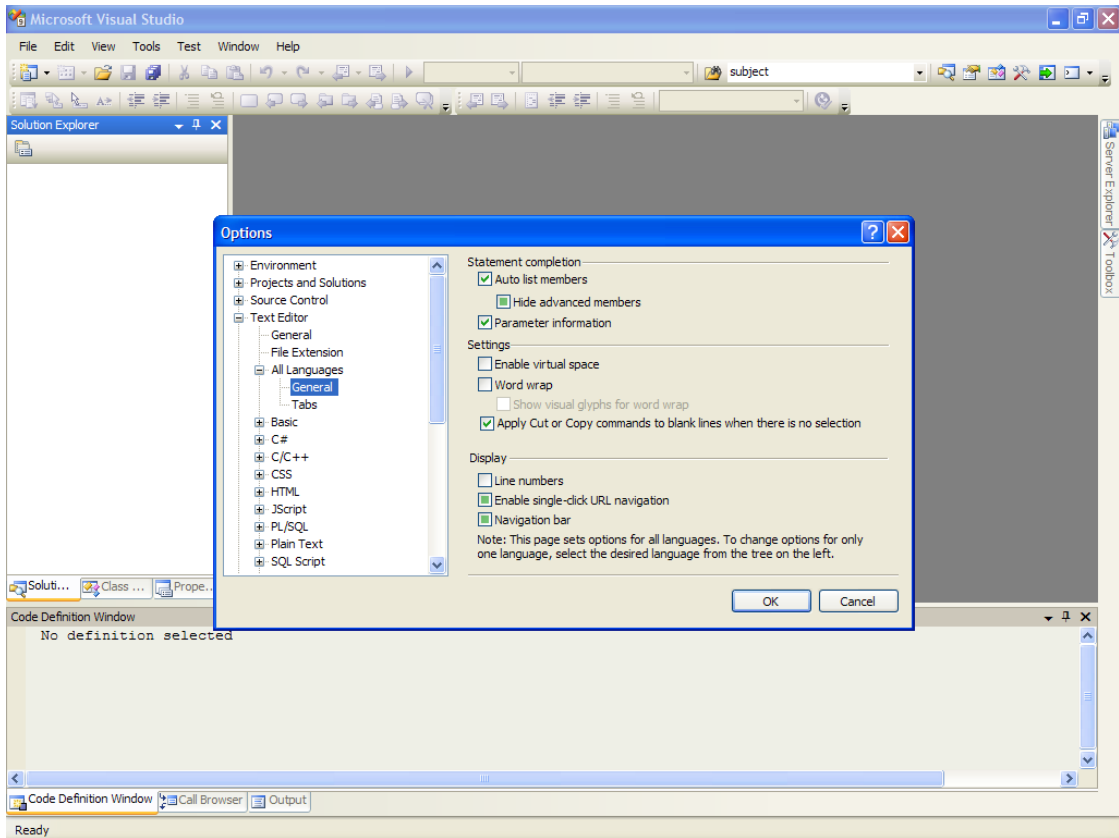 Microsoft Visual Studio
File Edit View Tools Test Window Help
subject
Solution Explorer
Server Explorer
Toolbox
Options
Environment
Projects and Solutions
Source Control
Text Editor
General
File Extension
All Languages
General
Tabs
Basic
C#
C/C++
CSS
HTML
JScript
PL/SQL
Plain Text
SQL Script
Statement completion
Auto list members
Hide advanced members
Parameter information
Settings
Enable virtual space
Word wrap
Show visual glyphs for word wrap
Apply Cut or Copy commands to blank lines when there is no selection
Display
Line numbers
Enable single-click URL navigation
Navigation bar
Note: This page sets options for all languages. To change options for only
one language, select the desired language from the tree on the left.
OK Cancel
Soluti... Class ... Prope...
Code Definition Window
No definition selected
Code Definition Window Call Browser Output
Ready